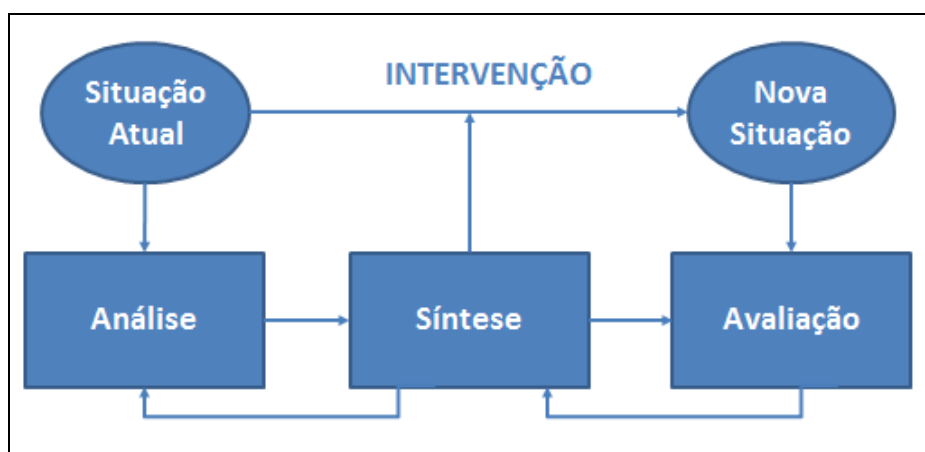 Situação
Atual
INTERVENÇÃO
Nova
Situação
Análise
Síntese
Avaliação